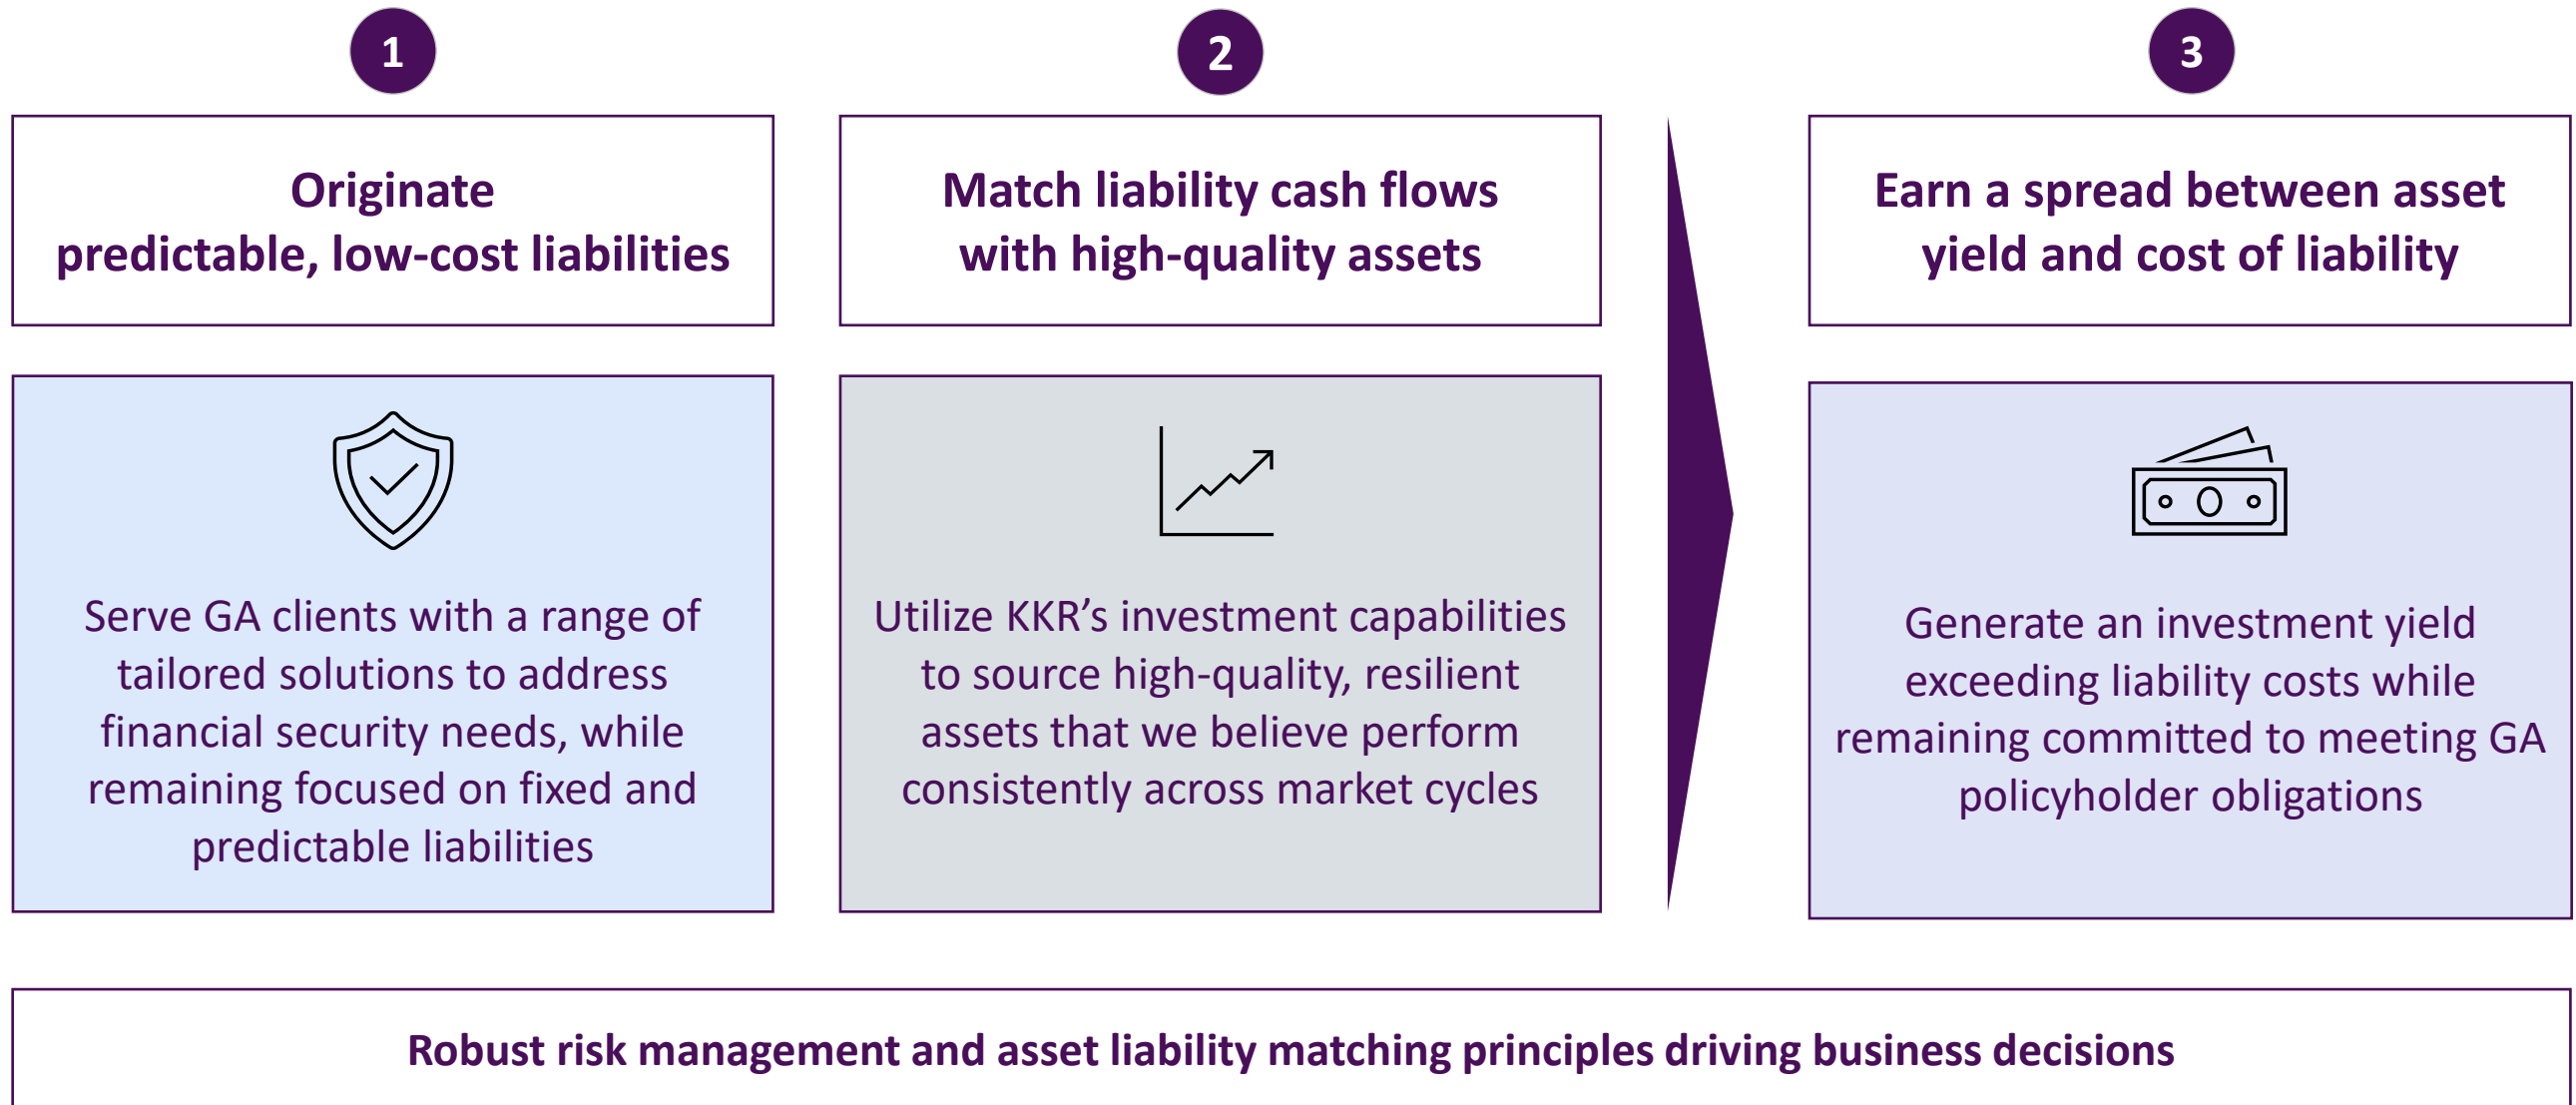 1
Originate
predictable, low-cost liabilities
Serve GA clients with a range of
tailored solutions to address
financial security needs, while
remaining focused on fixed and
predictable liabilities
2
Match liability cash flows
with high-quality assets
Utilize KKR’s investment capabilities
to source high-quality, resilient
assets that we believe perform
consistently across market cycles
3
Earn a spread between asset
yield and cost of liability
Generate an investment yield
exceeding liability costs while
remaining committed to meeting GA
policyholder obligations
Robust risk management and asset liability matching principles driving business decisions